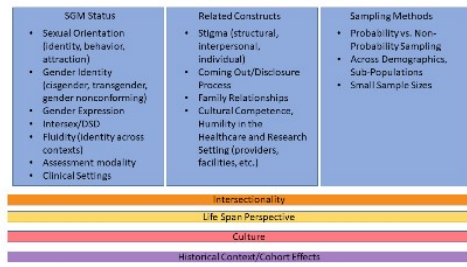 SGM Status
• Sexual Orientation
(identity, behavior,
attraction)
• Gender Identity
(cisgender, transgender,
gender nonconforming)
• Gender Expression
• Intersex/DSD
• Fluidity (identity across
contexts)
• Assessment modality
• Clinical Settings
Related Constructs
• Stigma (structural,
interpersonal,
individual)
• Coming Out/Disclosure
Process
• Family Relationships
• Cultural Competence,
Humility in the
Healthcare and Research
Setting (providers,
facilities, etc.)
Sampling Methods
• Probability vs. Non-
Probability Sampling
• Across Demographics,
Sub-Populations
• Small Sample Sizes
Intersectionality
Life Span Perspective
Culture
Historical Context/Cohort Effects